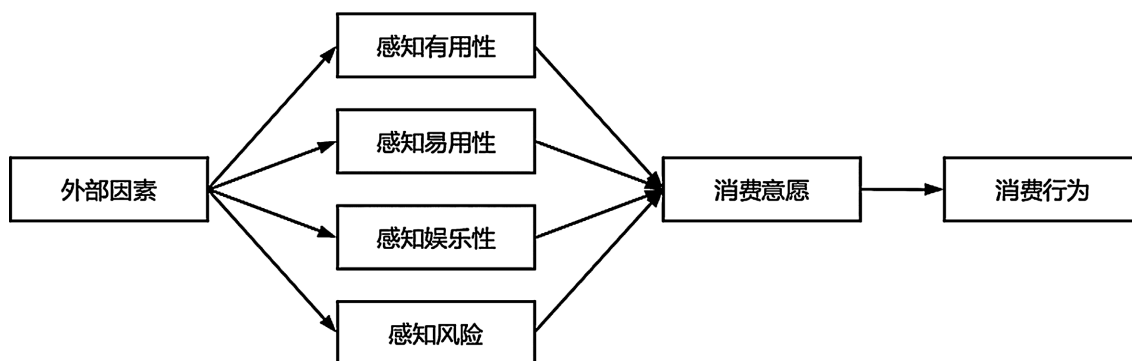 感知有用性
感知易用性
外部因素
消费意愿
消费行为
感知娱乐性
感知风险